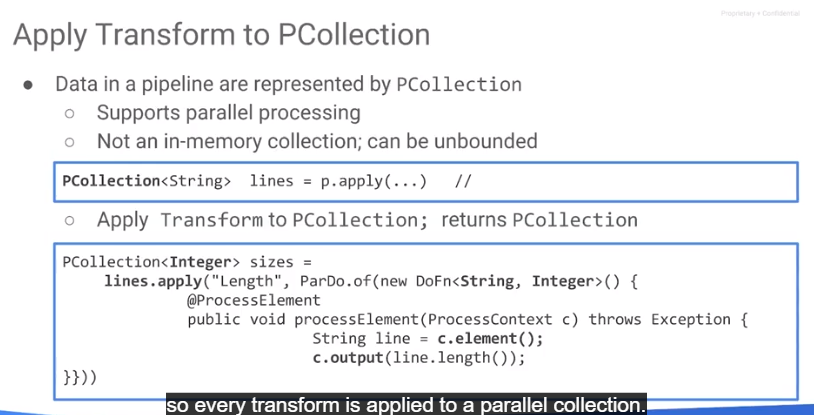 Proprietary + Confidential
Apply Transform to PCollection
● Data in a pipeline are represented by PCollection
○ Supports parallel processing
○ Not an in-memory collection; can be unbounded
PCollection<String> lines = p.apply(...) //
○ Apply Transform to PCollection; returns PCollection
PCollection<Integer> sizes =
lines.apply("Length", ParDo.of(new DoFn<String, Integer>() {
@ProcessElement
public void processElement(ProcessContext c) throws Exception {
String line = c.element();
c.output(line.length());
}}))
so every transform is applied to a parallel collection.